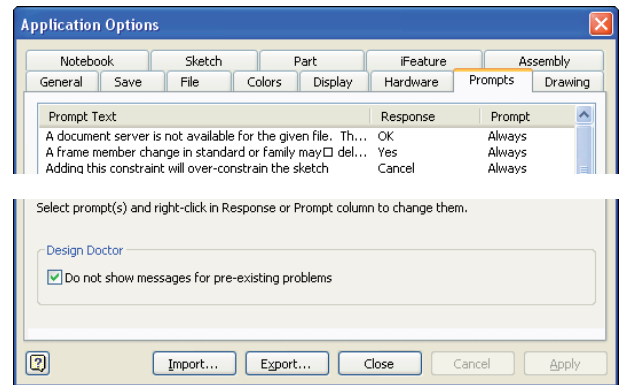 Application Options
Notebook Sketch Part iFeature Assembly
General Save File Colors Display Hardware Prompts Drawing
Prompt Text Response Prompt
A document server is not available for the given file. Th... OK Always
A frame member change in standard or family may□ del... Yes Always
Adding this constraint will over-constrain the sketch Cancel Always
Select prompt(s) and right-click in Response or Prompt column to change them.
Design Doctor
Do not show messages for pre-existing problems
? Import... Export... Close Cancel Apply